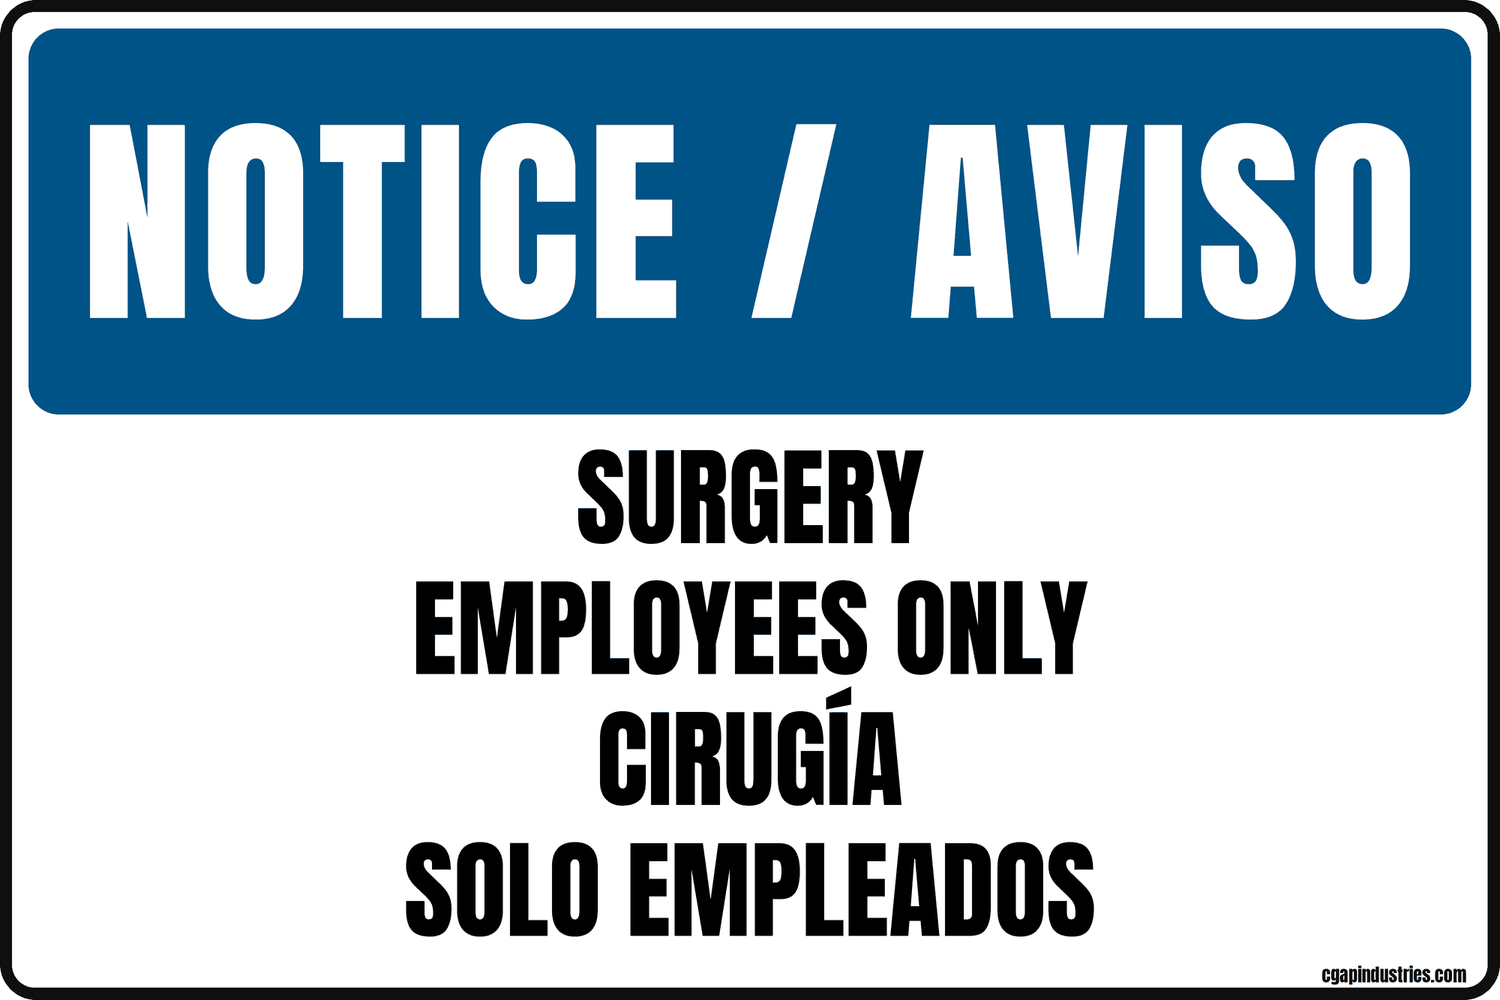 NOTICE / AVISO
SURGERY
EMPLOYEES ONLY
CIRUGÍA
SOLO EMPLEADOS
cgapindustries.com